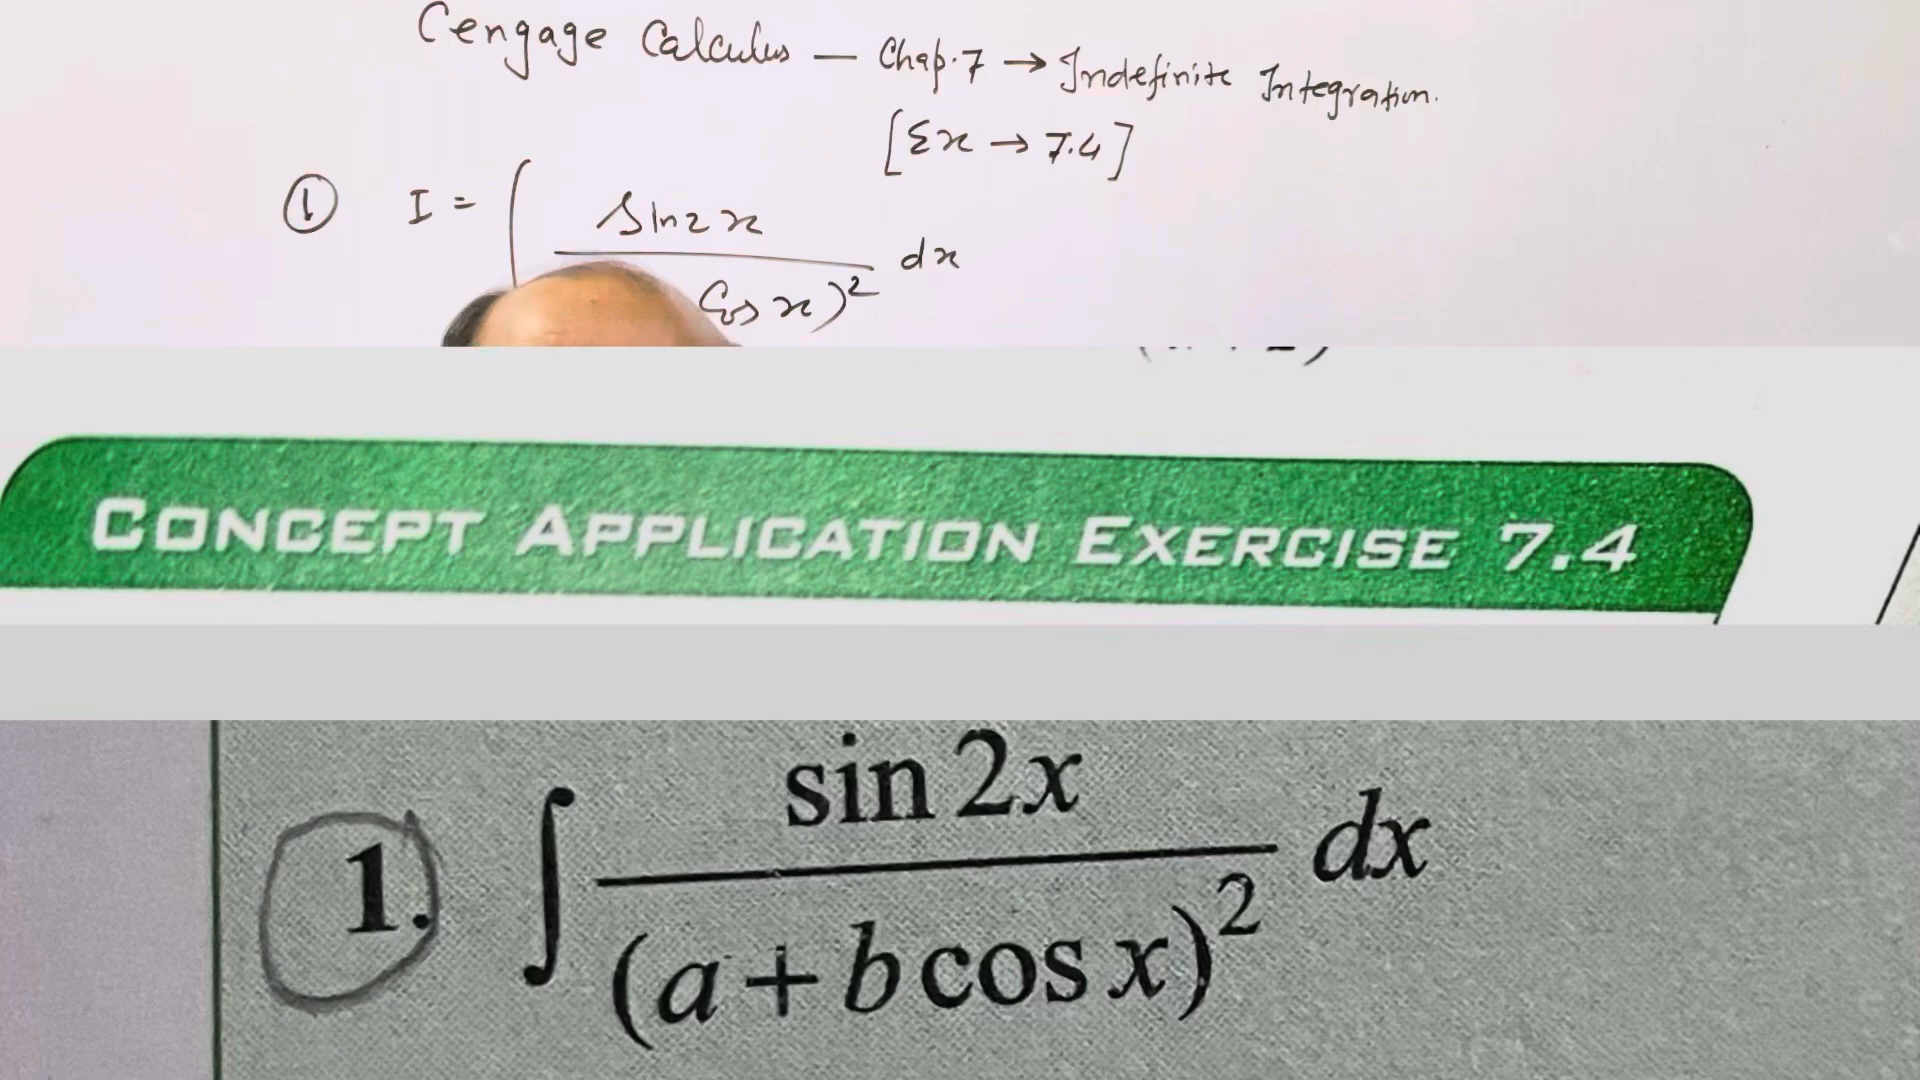 Cengage Calculus — Chap.7 → Indefinite Integration.
[Ex → 7.4]
① I = ∫ sin2x / cos x)² dx
CONCEPT APPLICATION EXERCISE 7.4
1. ∫ sin 2x / (a + b cos x)² dx